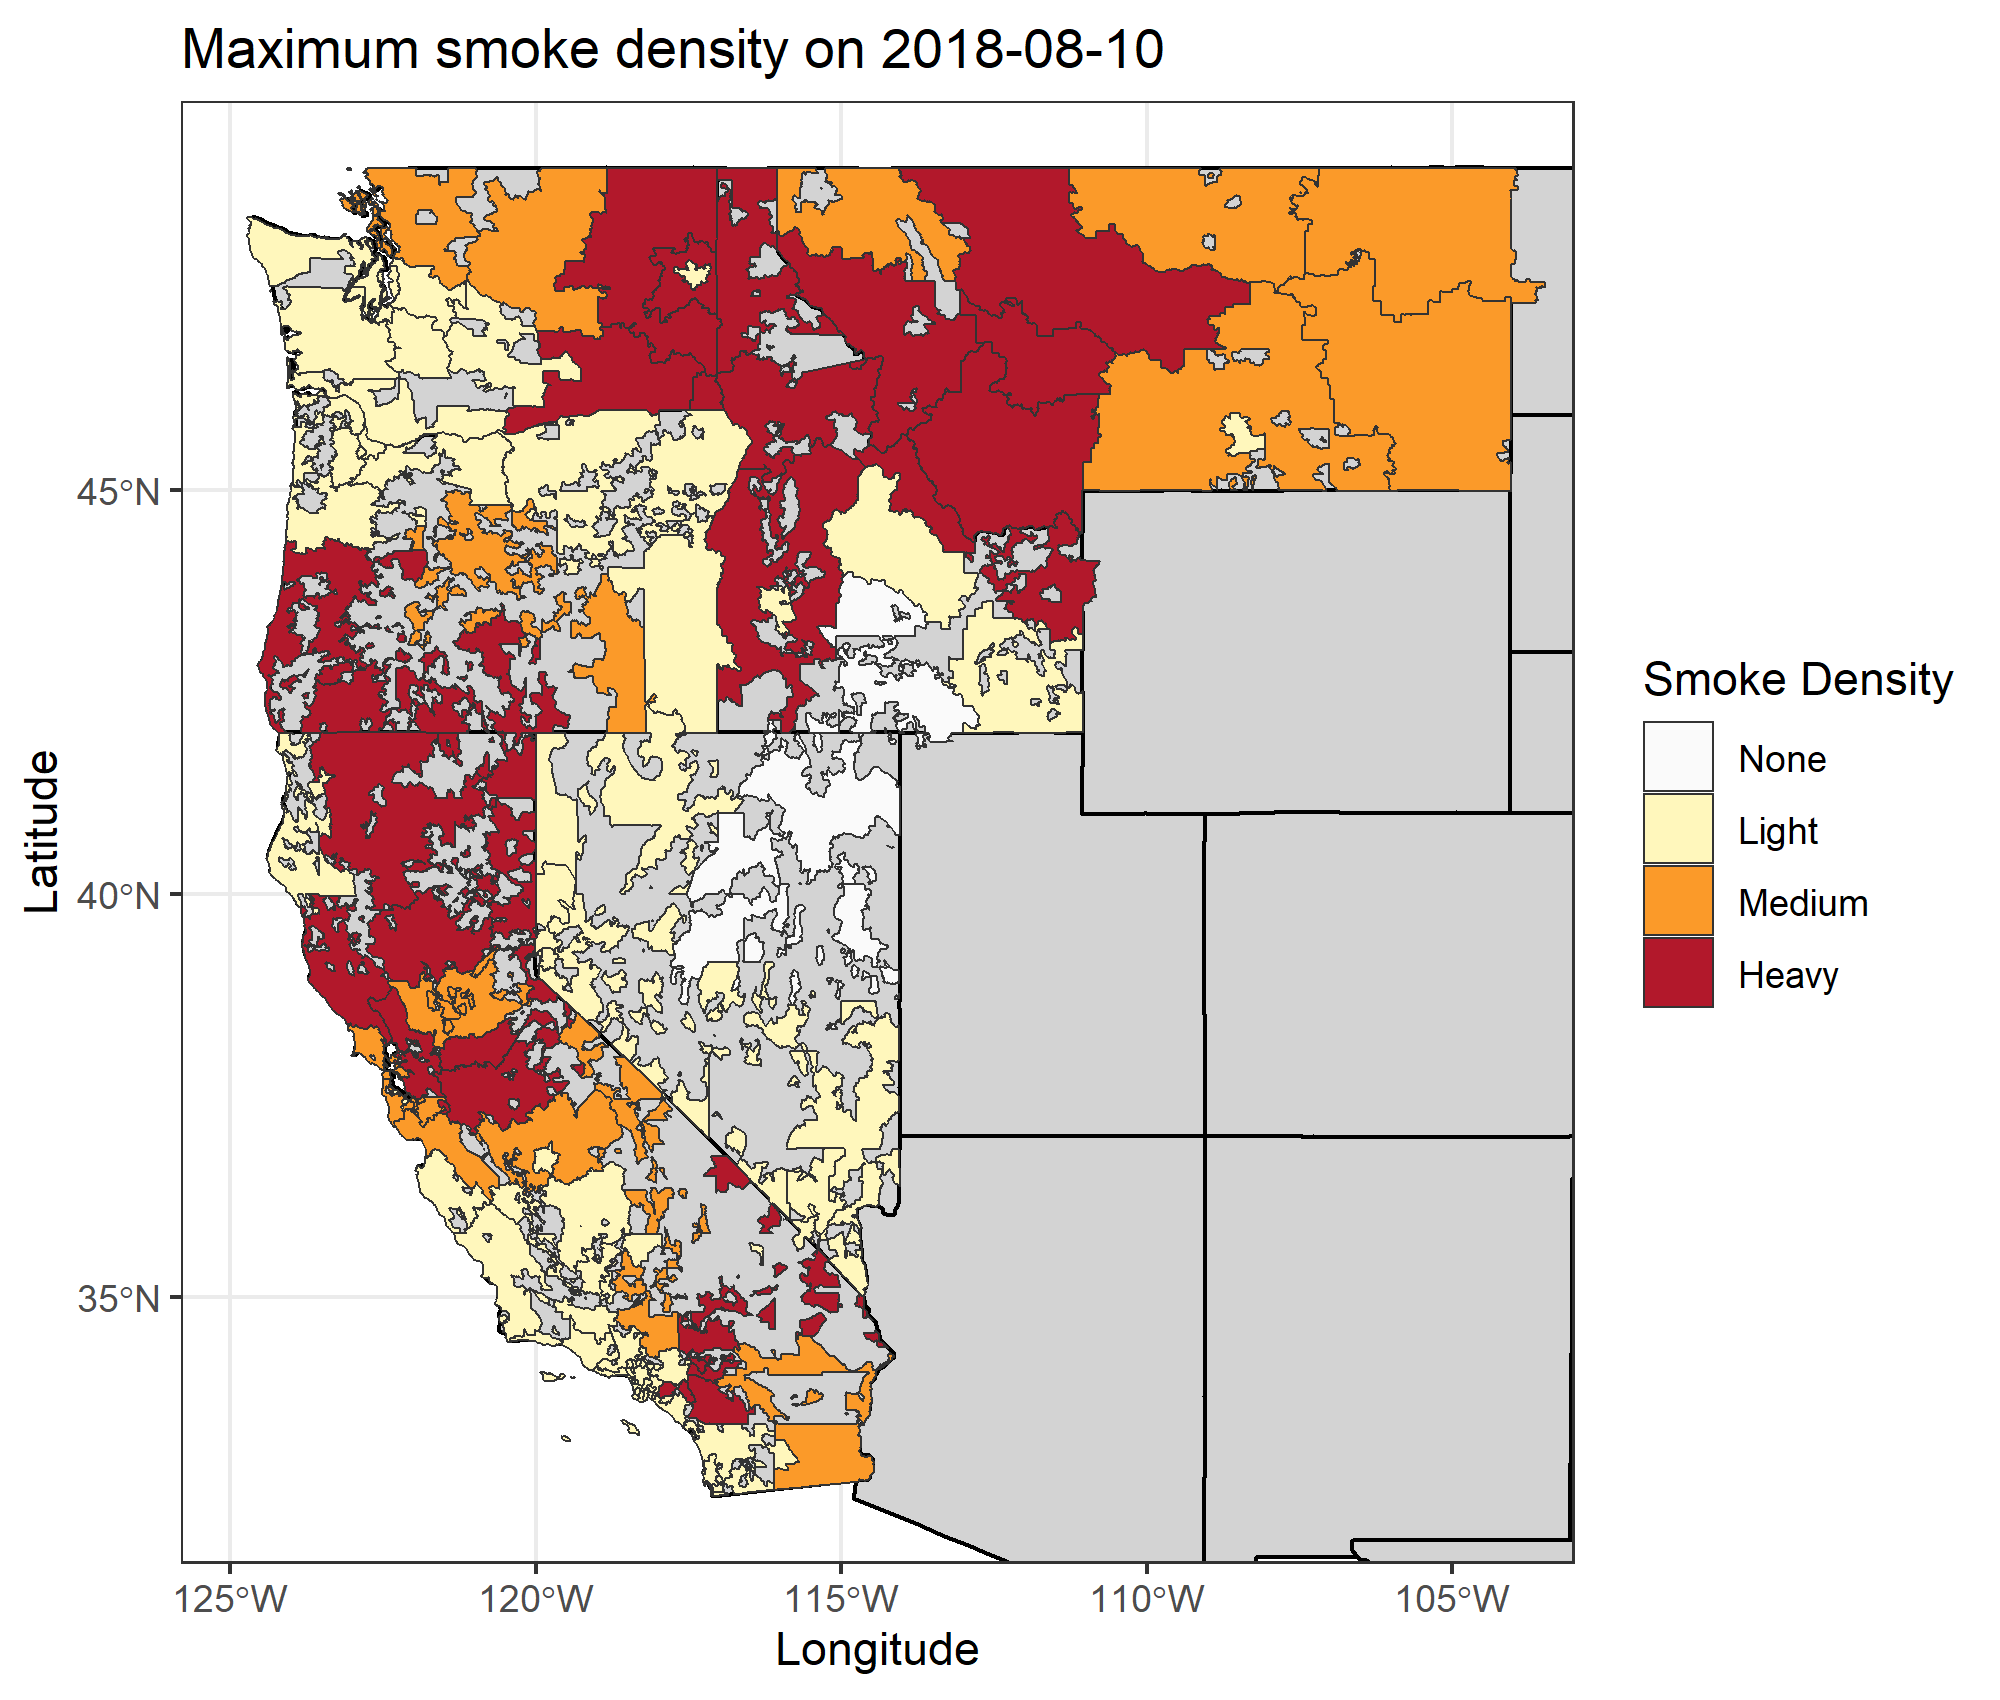 Maximum smoke density on 2018-08-10
45°N
40°N
35°N
Latitude
125°W 120°W 115°W 110°W 105°W
Longitude
Smoke Density
None
Light
Medium
Heavy